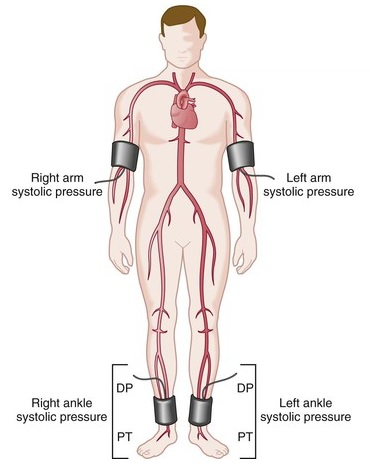 Right arm
systolic pressure
Left arm
systolic pressure
DP
DP
Right ankle
systolic pressure
Left ankle
systolic pressure
PT
PT